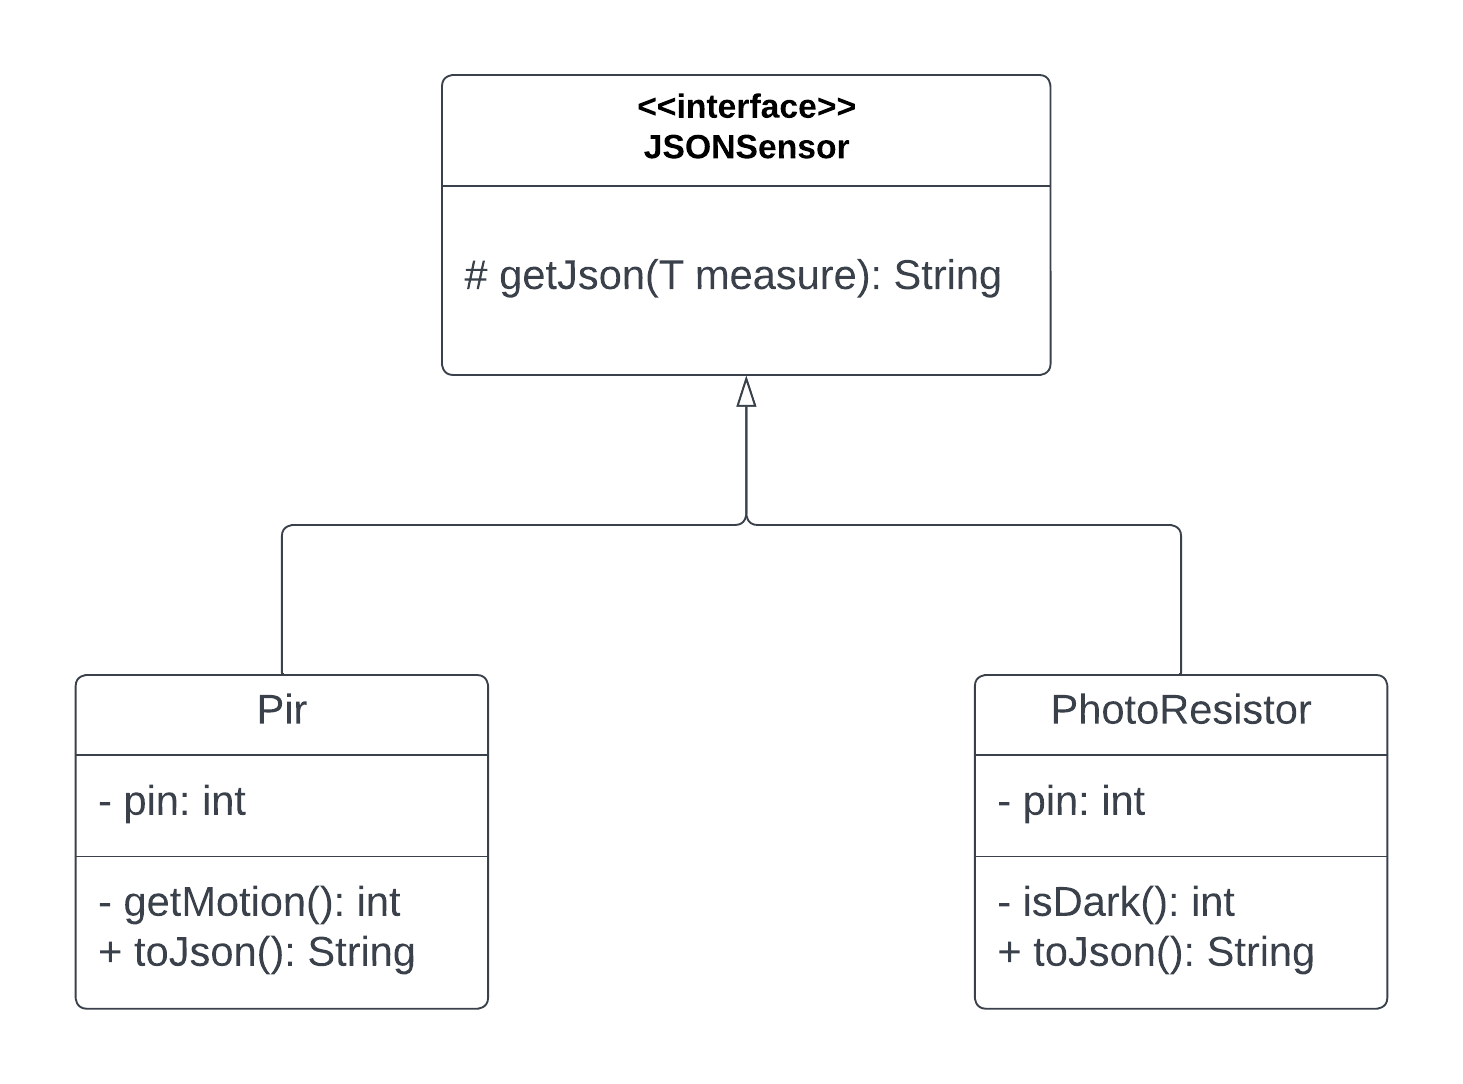 <<interface>>
JSONSensor
# getJson(T measure): String
Pir
- pin: int
- getMotion(): int
+ toJson(): String
PhotoResistor
- pin: int
- isDark(): int
+ toJson(): String